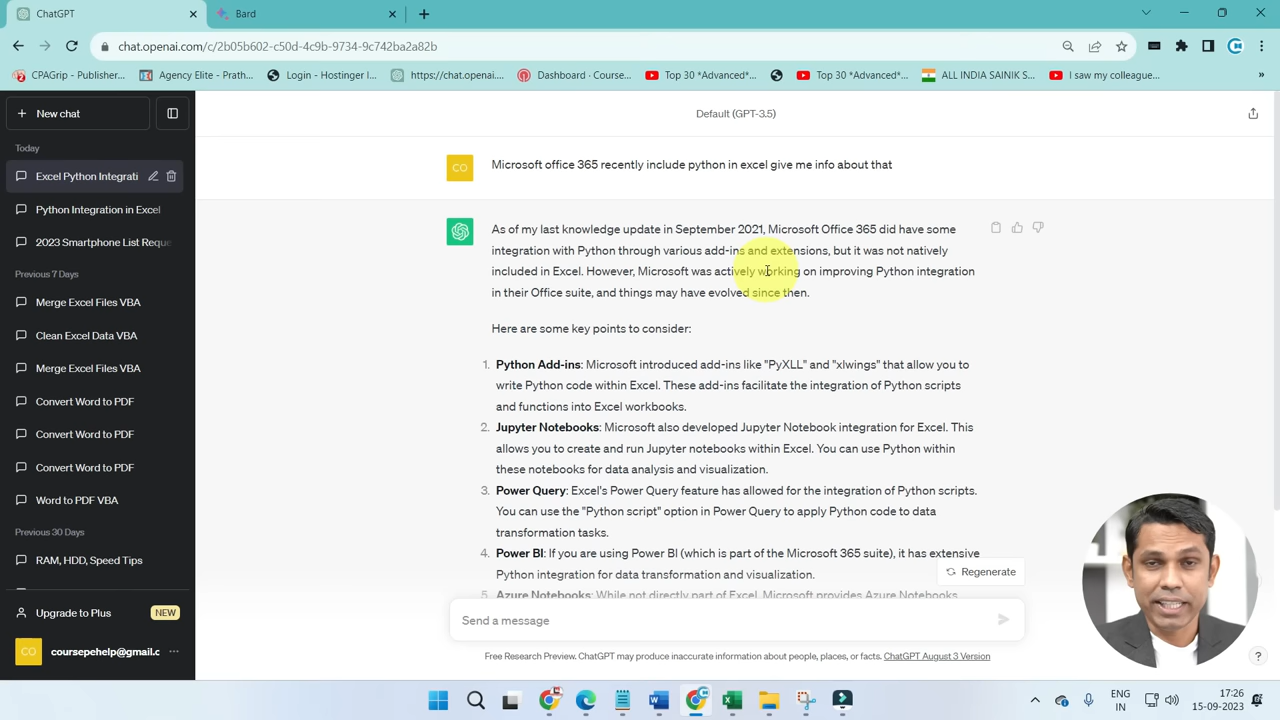 ChatGPT
Bard
chat.openai.com/c/2b05b602-c50d-4c9b-9734-9c742ba2a82b
CPAGrip - Publisher...
Agency Elite - Prath...
Login - Hostinger I...
https://chat.openai....
Dashboard : Course...
Top 30 *Advanced*...
Top 30 *Advanced*...
ALL INDIA SAINIK S...
I saw my colleague...
»
New chat
Default (GPT-3.5)
Today
Excel Python Integrati
Python Integration in Excel
2023 Smartphone List Reque
Previous 7 Days
Merge Excel Files VBA
Clean Excel Data VBA
Merge Excel Files VBA
Convert Word to PDF
Convert Word to PDF
Convert Word to PDF
Word to PDF VBA
Previous 30 Days
RAM, HDD, Speed Tips
Upgrade to Plus
NEW
CO
coursepehelp@gmail.c
CO
Microsoft office 365 recently include python in excel give me info about that
As of my last knowledge update in September 2021, Microsoft Office 365 did have some
integration with Python through various add-ins and extensions, but it was not natively
included in Excel. However, Microsoft was actively working on improving Python integration
in their Office suite, and things may have evolved since then.
Here are some key points to consider:
1. Python Add-ins: Microsoft introduced add-ins like "PyXLL" and "xlwings" that allow you to
write Python code within Excel. These add-ins facilitate the integration of Python scripts
and functions into Excel workbooks.
2. Jupyter Notebooks: Microsoft also developed Jupyter Notebook integration for Excel. This
allows you to create and run Jupyter notebooks within Excel. You can use Python within
these notebooks for data analysis and visualization.
3. Power Query: Excel's Power Query feature has allowed for the integration of Python scripts.
You can use the "Python script" option in Power Query to apply Python code to data
transformation tasks.
4. Power BI: If you are using Power BI (which is part of the Microsoft 365 suite), it has extensive
Python integration for data transformation and visualization.
5. Azure Notebooks: While not directly part of Excel, Microsoft provides Azure Notebooks
Regenerate
Send a message
Free Research Preview. ChatGPT may produce inaccurate information about people, places, or facts. ChatGPT August 3 Version
?
ENG
IN
17:26
15-09-2023